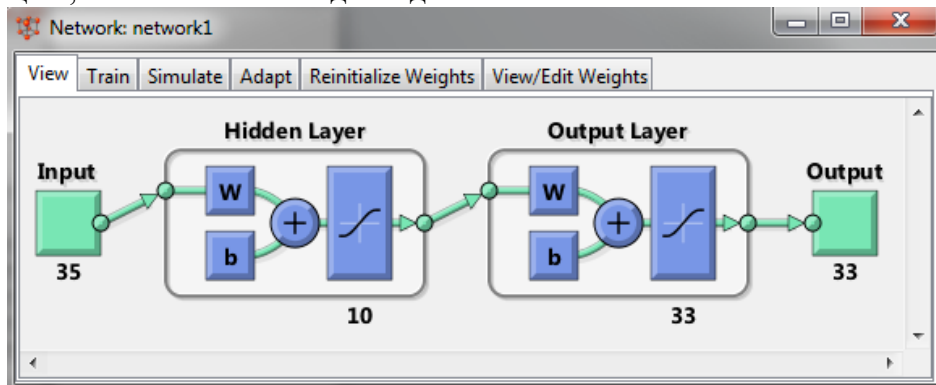 Network: network1
View Train Simulate Adapt Reinitialize Weights View/Edit Weights
Hidden Layer Output Layer
Input Output
W W
b b
35 33
10 33